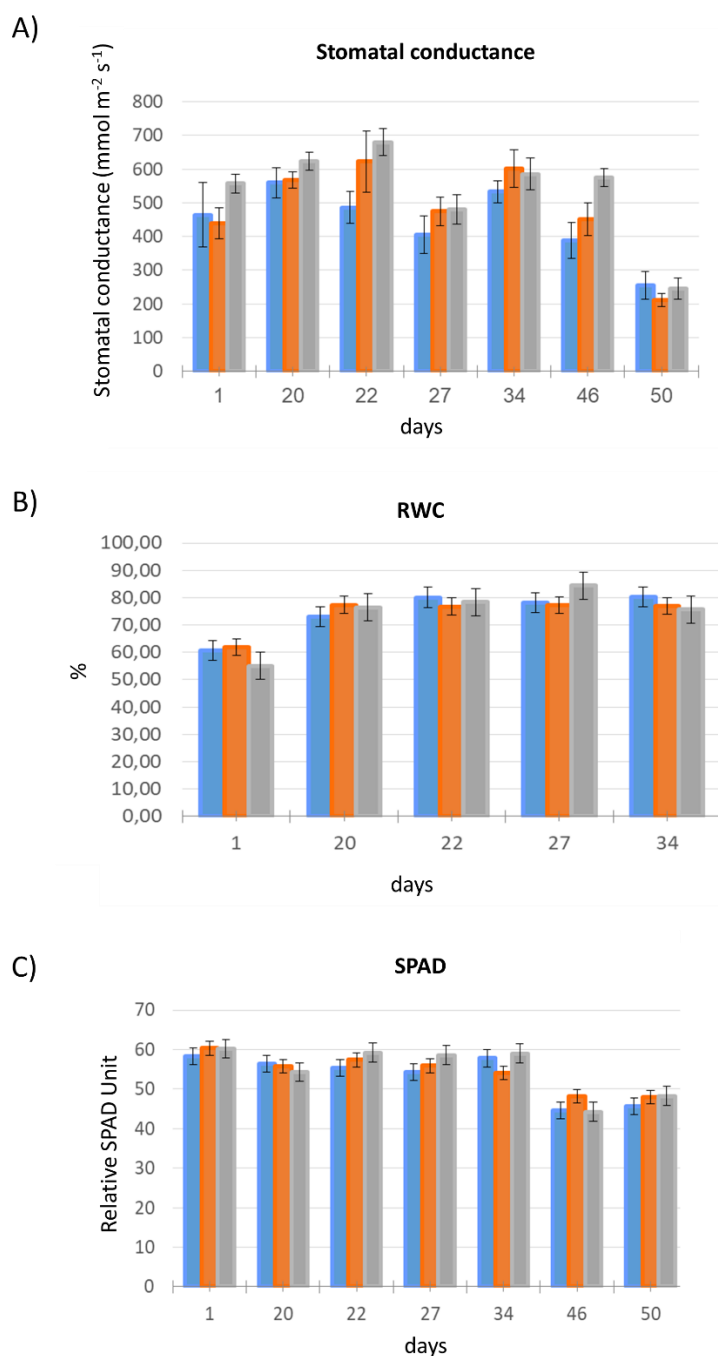 A)
Stomatal conductance
Stomatal conductance (mmol m⁻² s⁻¹)
800
700
600
500
400
300
200
100
0
1 20 22 27 34 46 50
days
B)
RWC
%
100,00
90,00
80,00
70,00
60,00
50,00
40,00
30,00
20,00
10,00
0,00
1 20 22 27 34
days
C)
SPAD
Relative SPAD Unit
70
60
50
40
30
20
10
0
1 20 22 27 34 46 50
days